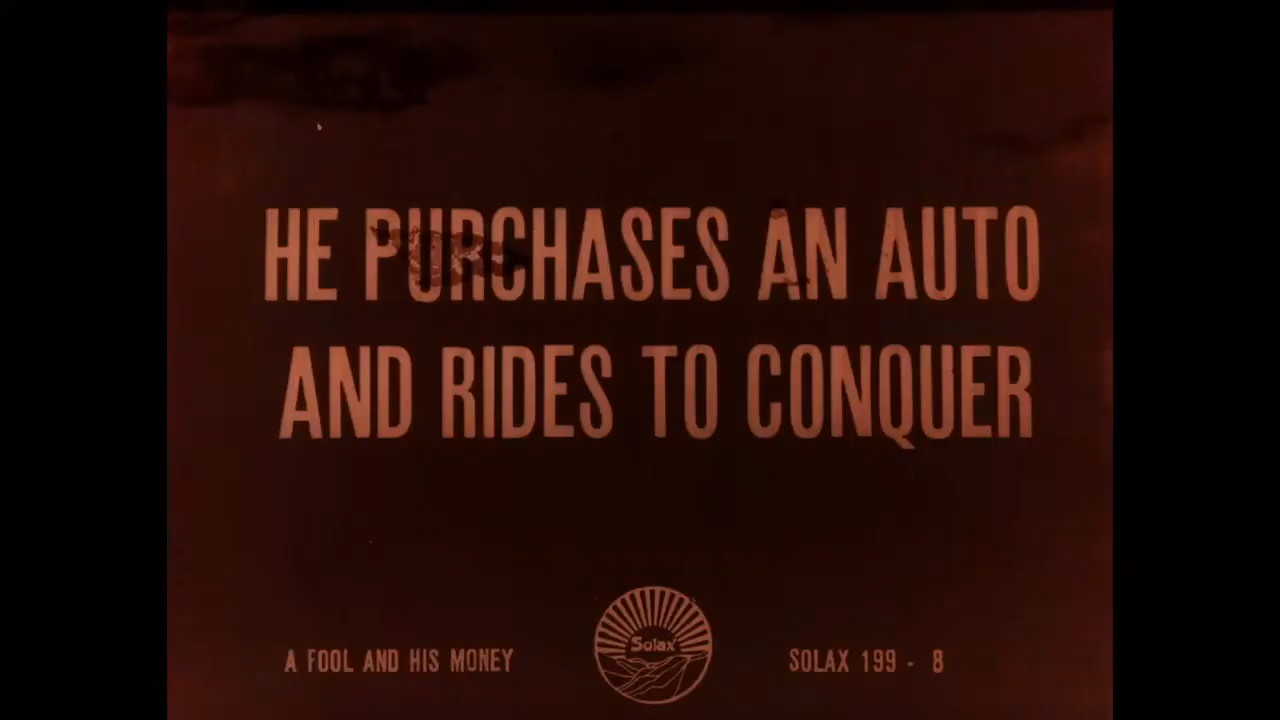 HE PURCHASES AN AUTO
AND RIDES TO CONQUER
Solax
A FOOL AND HIS MONEY
SOLAX 199 - 8